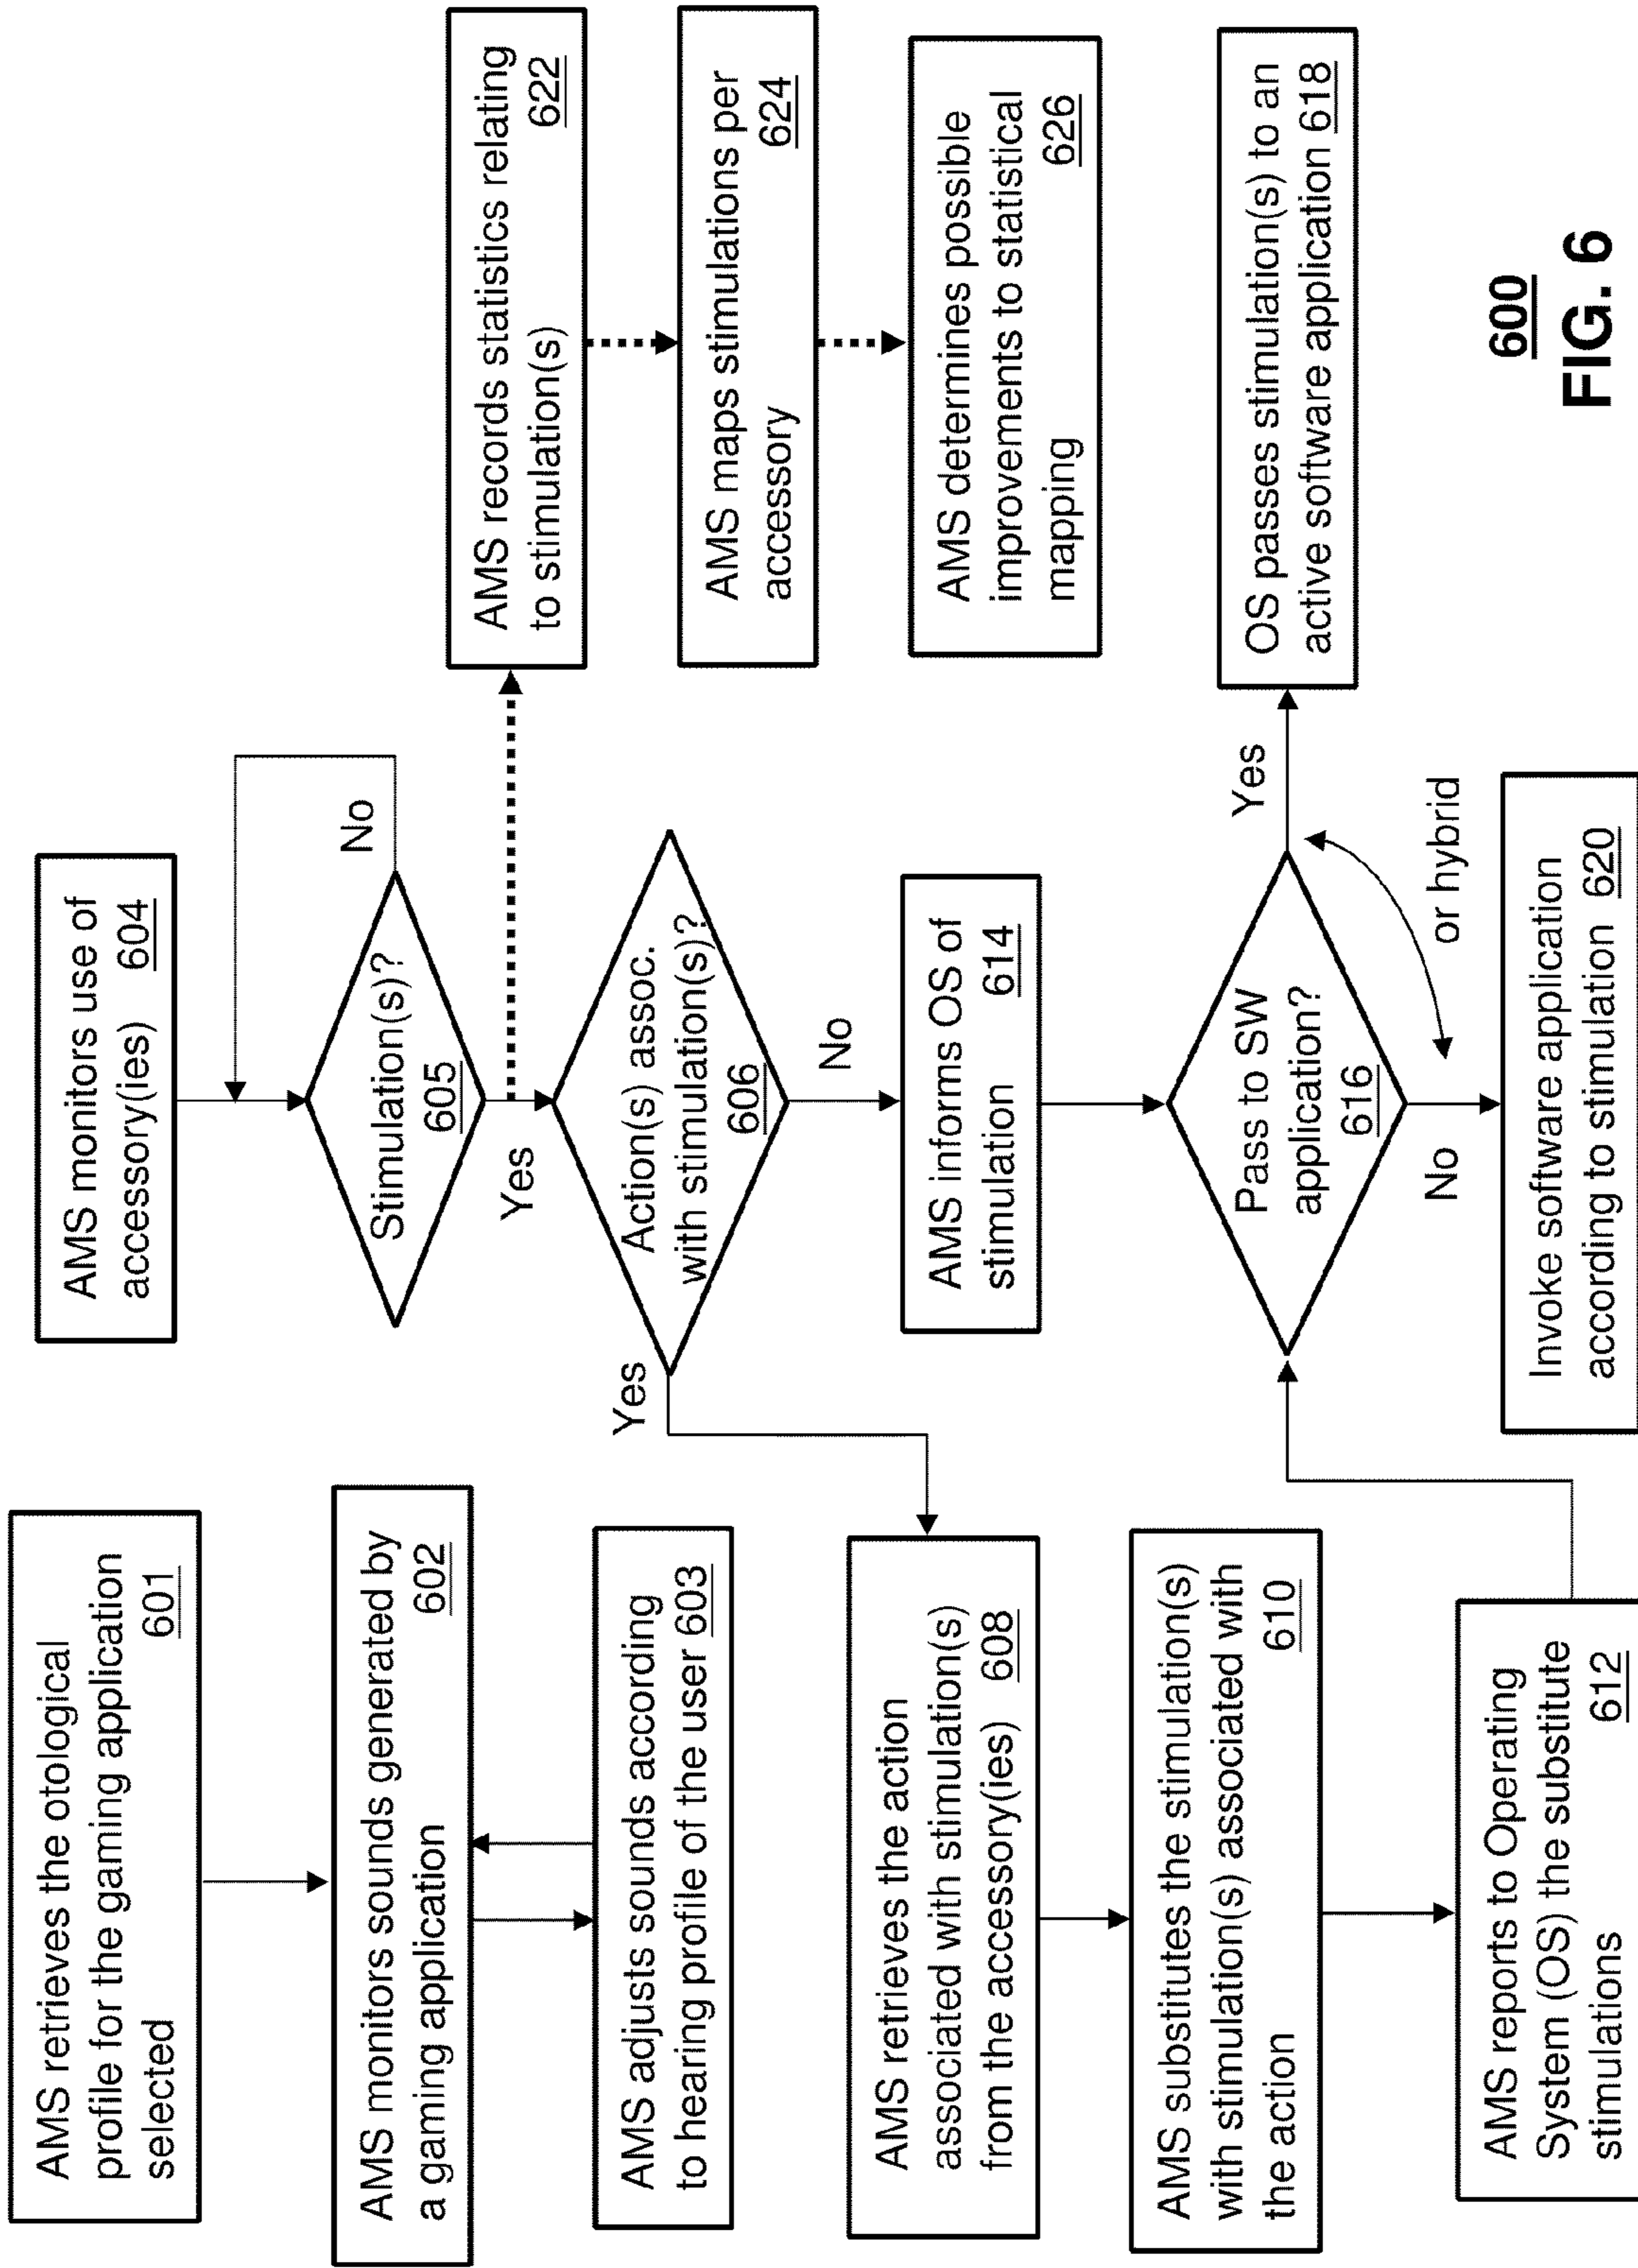 AMS retrieves the otological
profile for the gaming application
selected 601
AMS monitors sounds generated by
a gaming application 602
AMS adjusts sounds according
to hearing profile of the user 603
AMS monitors use of
accessory(ies) 604
Stimulation(s)?
605
No
Yes
Action(s) assoc.
with stimulation(s)?
606
Yes
No
AMS retrieves the action
associated with stimulation(s)
from the accessory(ies) 608
AMS substitutes the stimulation(s)
with stimulation(s) associated with
the action 610
AMS reports to Operating
System (OS) the substitute
stimulations 612
AMS informs OS of
stimulation 614
Pass to SW
application?
616
Yes
No
or hybrid
OS passes stimulation(s) to an
active software application 618
Invoke software application
according to stimulation 620
AMS records statistics relating
to stimulation(s) 622
AMS maps stimulations per
accessory 624
AMS determines possible
improvements to statistical
mapping 626
600
FIG. 6